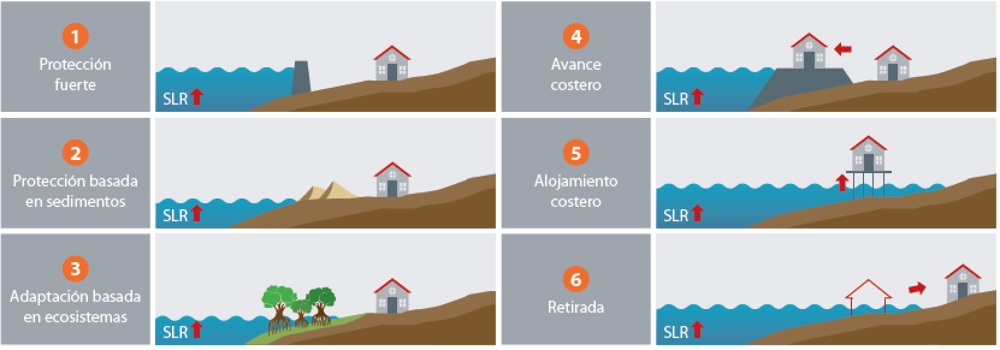 1
Protección
fuerte
SLR
2
Protección basada
en sedimentos
SLR
3
Adaptación basada
en ecosistemas
SLR
4
Avance
costero
SLR
5
Alojamiento
costero
SLR
6
Retirada
SLR